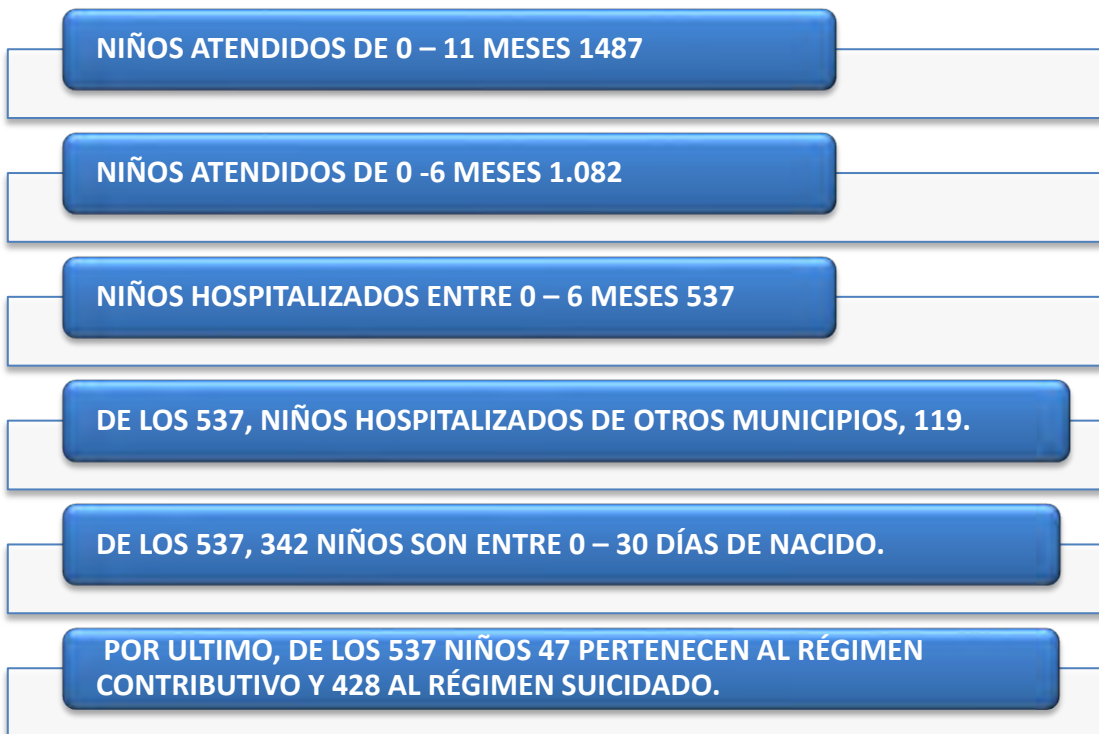 NIÑOS ATENDIDOS DE 0 – 11 MESES 1487
NIÑOS ATENDIDOS DE 0 -6 MESES 1.082
NIÑOS HOSPITALIZADOS ENTRE 0 – 6 MESES 537
DE LOS 537, NIÑOS HOSPITALIZADOS DE OTROS MUNICIPIOS, 119.
DE LOS 537, 342 NIÑOS SON ENTRE 0 – 30 DÍAS DE NACIDO.
POR ULTIMO, DE LOS 537 NIÑOS 47 PERTENECEN AL RÉGIMEN
CONTRIBUTIVO Y 428 AL RÉGIMEN SUICIDADO.